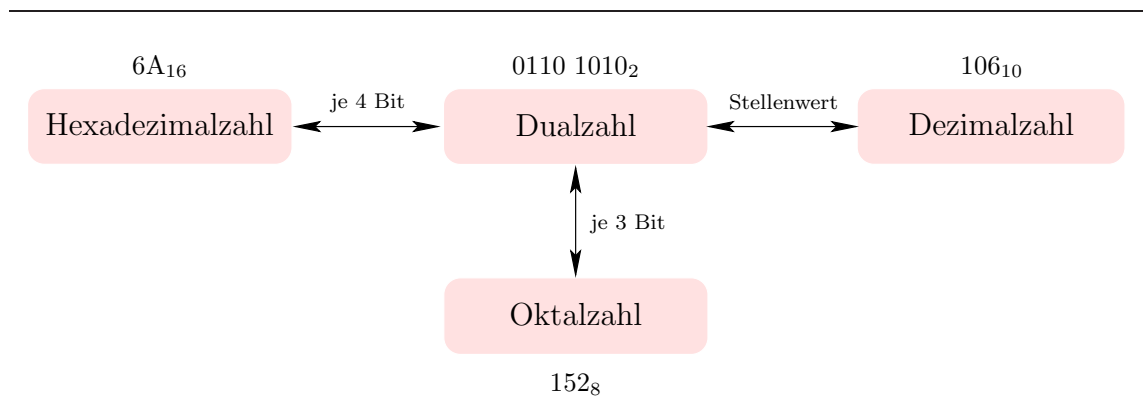 6A₁₆ 0110 1010₂ 106₁₀
Hexadezimalzahl je 4 Bit Dualzahl Stellenwert Dezimalzahl
je 3 Bit
Oktalzahl
152₈